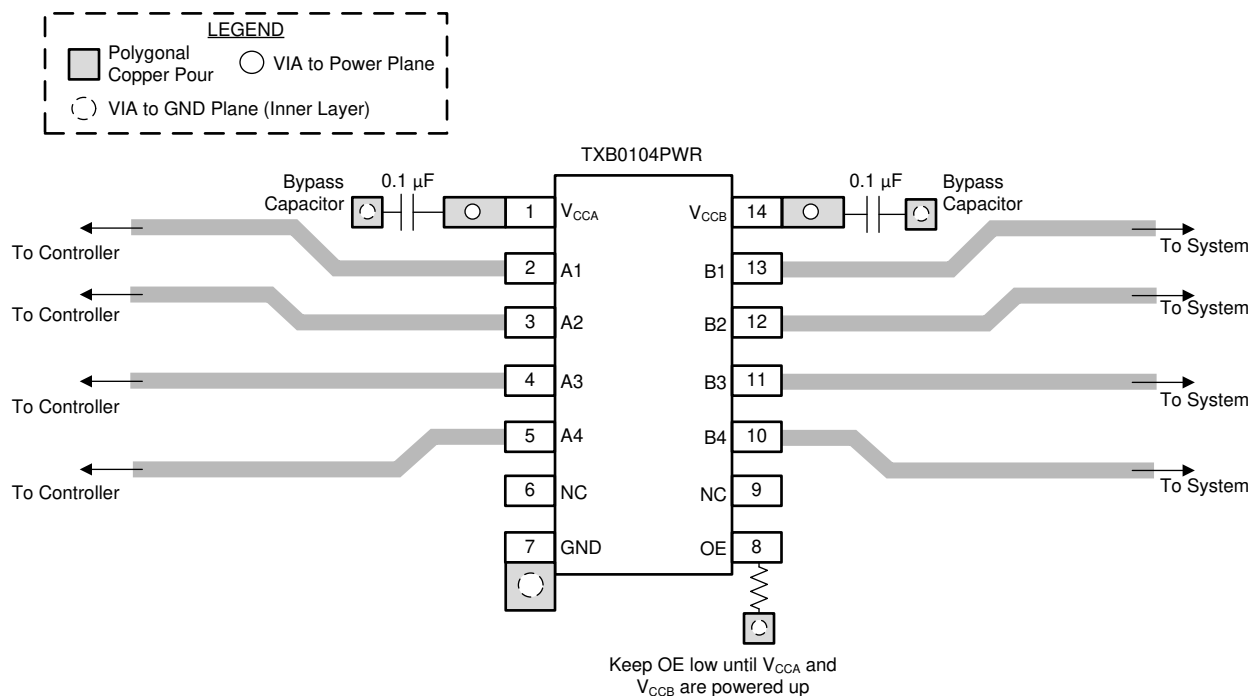 LEGEND
Polygonal
Copper Pour
VIA to Power Plane
VIA to GND Plane (Inner Layer)
TXB0104PWR
Bypass
Capacitor
0.1 µF
0.1 µF
Bypass
Capacitor
1
VCCA
VCCB
14
To Controller
2
A1
B1
13
To System
To Controller
3
A2
B2
12
To System
To Controller
4
A3
B3
11
To System
To Controller
5
A4
B4
10
To System
6
NC
NC
9
7
GND
OE
8
Keep OE low until VCCA and
VCCB are powered up